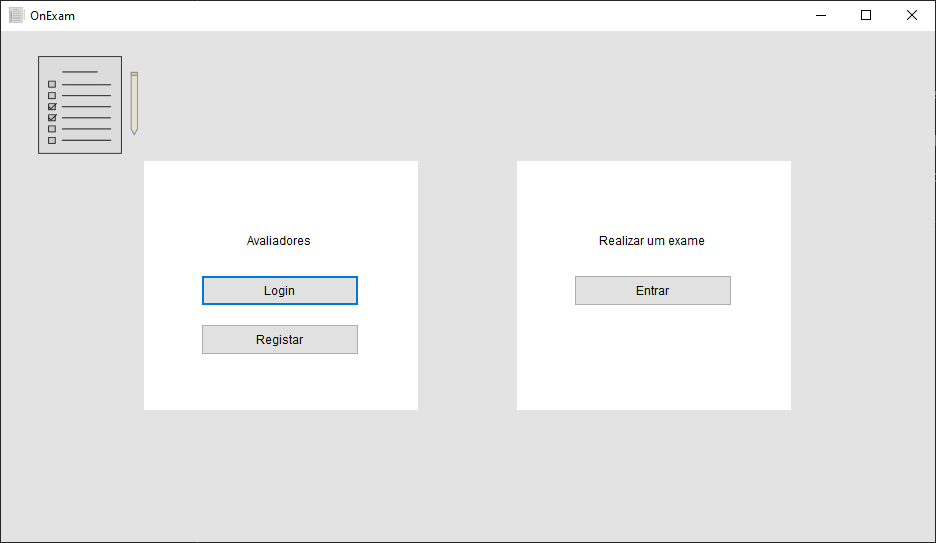 OnExam
Avaliadores
Login
Registar
Realizar um exame
Entrar